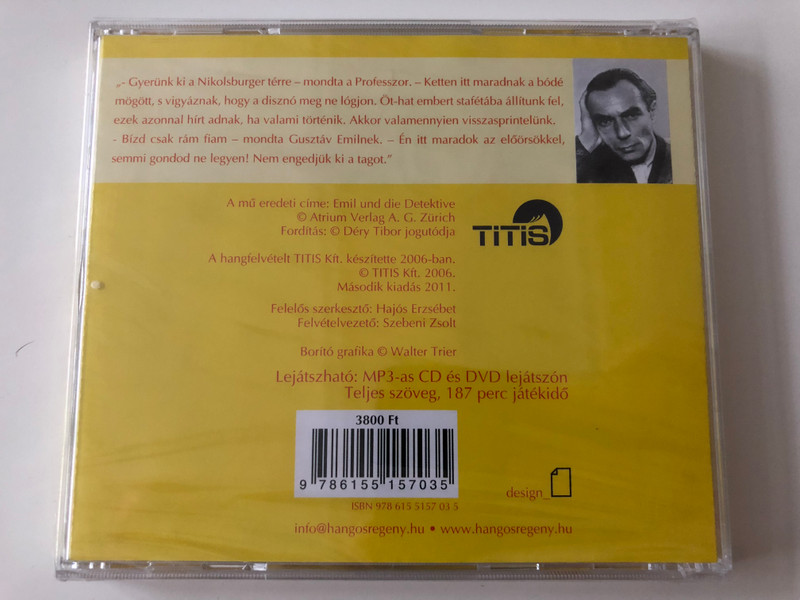 „- Gyerünk ki a Nikolsburger térre – mondta a Professzor. – Ketten itt maradnak a bódé
mögött, s vigyáznak, hogy a disznó meg ne lógjon. Öt-hat embert stafétába állítunk fel,
ezek azonnal hírt adnak, ha valami történik. Akkor valamennyien visszasprintelünk.
- Bízd csak rám fiam – mondta Gusztáv Emilnek. – Én itt maradok az előörsökkel,
semmi gondod ne legyen! Nem engedjük ki a tagot.”
A mű eredeti címe: Emil und die Detektive
© Atrium Verlag A. G. Zürich
Fordítás: © Déry Tibor jogutódja
TITIS
A hangfelvételt TITIS Kft. készítette 2006-ban.
© TITIS Kft. 2006.
Második kiadás 2011.
Felelős szerkesztő: Hajós Erzsébet
Felvételvezető: Szebeni Zsolt
Borító grafika © Walter Trier
Lejátszható: MP3-as CD és DVD lejátszón
Teljes szöveg, 187 perc játékidő
3800 Ft
9 786155 157035
design_
ISBN 978 615 5157 03 5
info@hangosregeny.hu • www.hangosregeny.hu